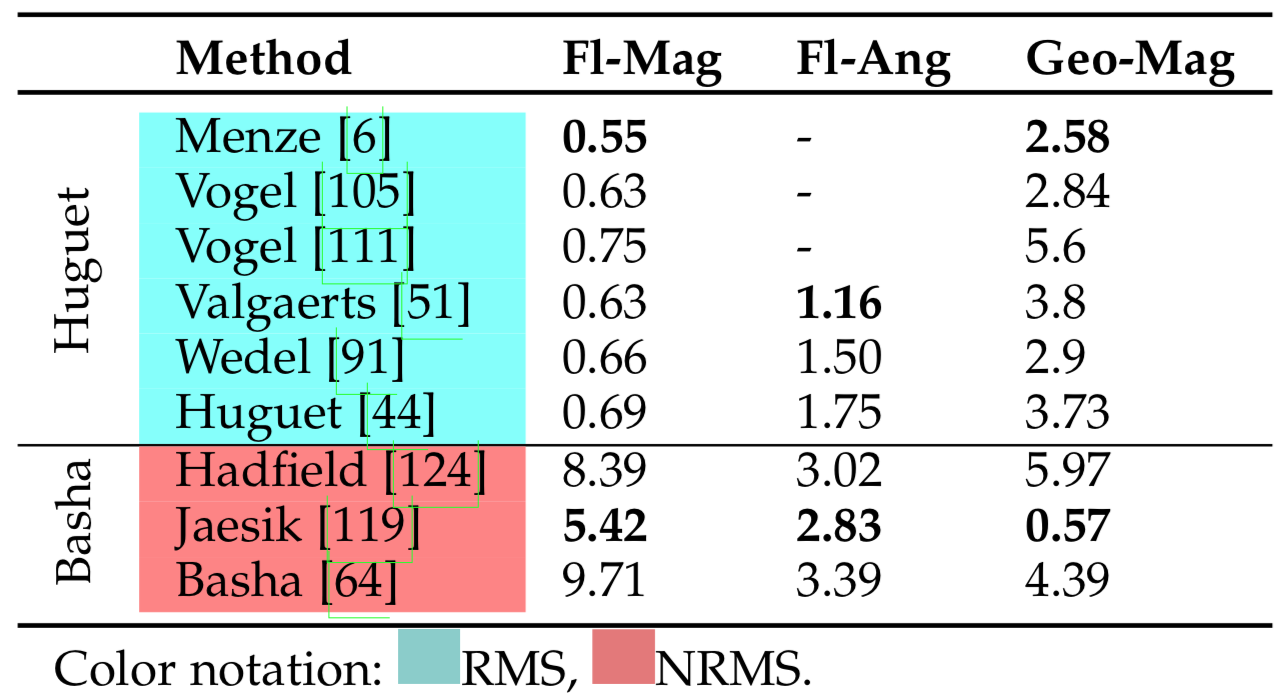 Method Fl-Mag Fl-Ang Geo-Mag
Huguet
Menze [6] 0.55 - 2.58
Vogel [105] 0.63 - 2.84
Vogel [111] 0.75 - 5.6
Valgaerts [51] 0.63 1.16 3.8
Wedel [91] 0.66 1.50 2.9
Huguet [44] 0.69 1.75 3.73
Basha
Hadfield [124] 8.39 3.02 5.97
Jaesik [119] 5.42 2.83 0.57
Basha [64] 9.71 3.39 4.39
Color notation: RMS, NRMS.